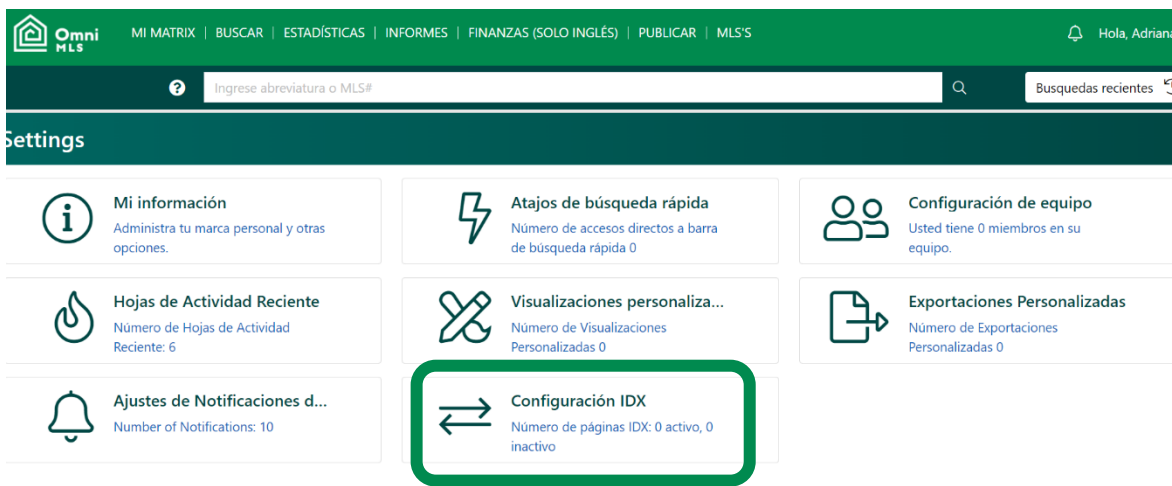 Omni
MLS
MI MATRIX | BUSCAR | ESTADÍSTICAS | INFORMES | FINANZAS (SOLO INGLÉS) | PUBLICAR | MLS'S
Hola, Adriana
?
Ingrese abreviatura o MLS#
Busquedas recientes
Settings
Mi información
Administra tu marca personal y otras
opciones.
Atajos de búsqueda rápida
Número de accesos directos a barra
de búsqueda rápida 0
Configuración de equipo
Usted tiene 0 miembros en su
equipo.
Hojas de Actividad Reciente
Número de Hojas de Actividad
Reciente: 6
Visualizaciones personaliza...
Número de Visualizaciones
Personalizadas 0
Exportaciones Personalizadas
Número de Exportaciones
Personalizadas 0
Ajustes de Notificaciones d...
Number of Notifications: 10
Configuración IDX
Número de páginas IDX: 0 activo, 0
inactivo